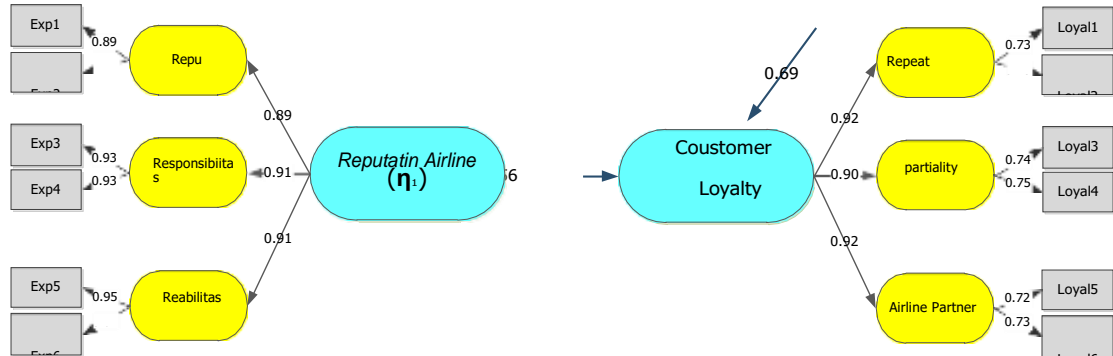 Exp1
0.89
Repu
Exp3
0.93
0.93
Exp4
Responsibiitas
0.89
0.91
0.91
Reputatin Airline
(η₁)
Exp5
0.95
Reabilitas
0.69
Coustomer
Loyalty
0.92
0.90
0.92
Repeat
0.73
Loyal1
partiality
0.74
0.75
Loyal3
Loyal4
Airline Partner
0.72
0.73
Loyal5